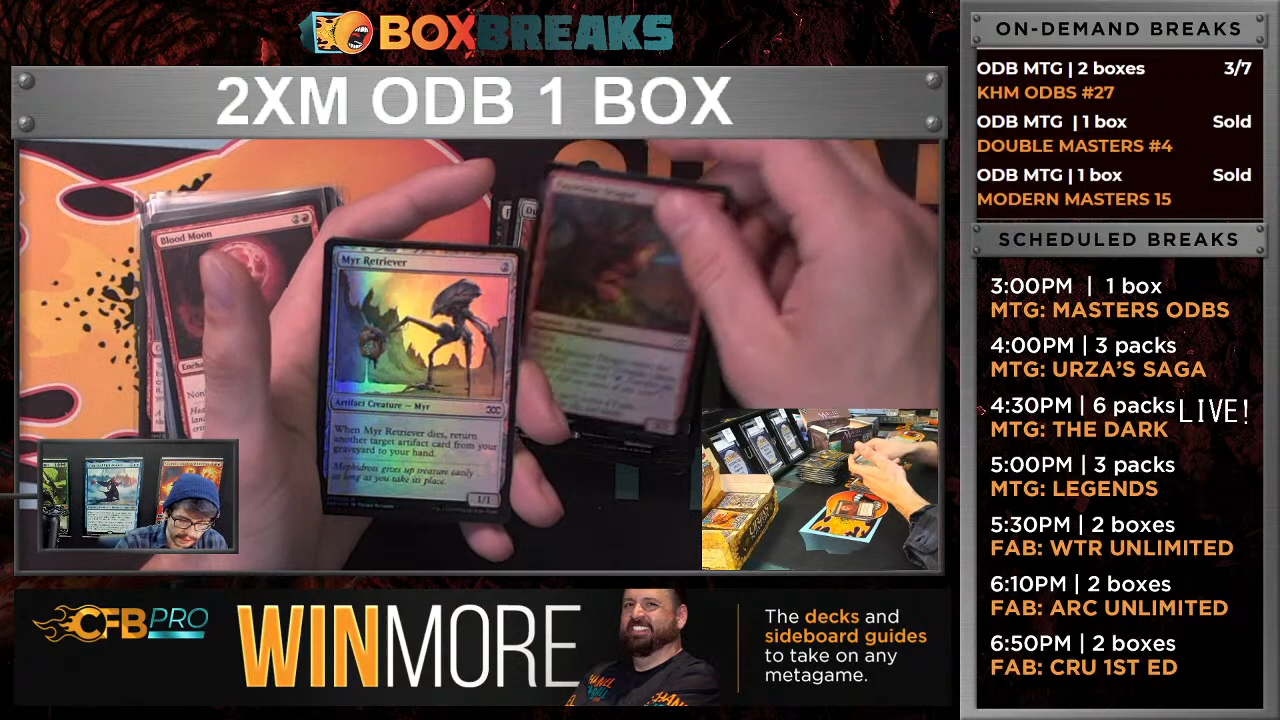 BOXBREAKS
2XM ODB 1 BOX
Blood Moon
Myr Retriever
Artifact Creature — Myr
When Myr Retriever dies, return
another target artifact card from your
graveyard to your hand.
Mephidross gives up treasure easily
as long as you take its place.
1/1
CFB PRO
WINMORE
The decks and
sideboard guides
to take on any
metagame.
ON-DEMAND BREAKS
ODB MTG | 2 boxes 3/7
KHM ODBS #27
ODB MTG | 1 box Sold
DOUBLE MASTERS #4
ODB MTG | 1 box Sold
MODERN MASTERS 15
SCHEDULED BREAKS
3:00PM | 1 box
MTG: MASTERS ODBS
4:00PM | 3 packs
MTG: URZA'S SAGA
4:30PM | 6 packs
MTG: THE DARK
LIVE!
5:00PM | 3 packs
MTG: LEGENDS
5:30PM | 2 boxes
FAB: WTR UNLIMITED
6:10PM | 2 boxes
FAB: ARC UNLIMITED
6:50PM | 2 boxes
FAB: CRU 1ST ED